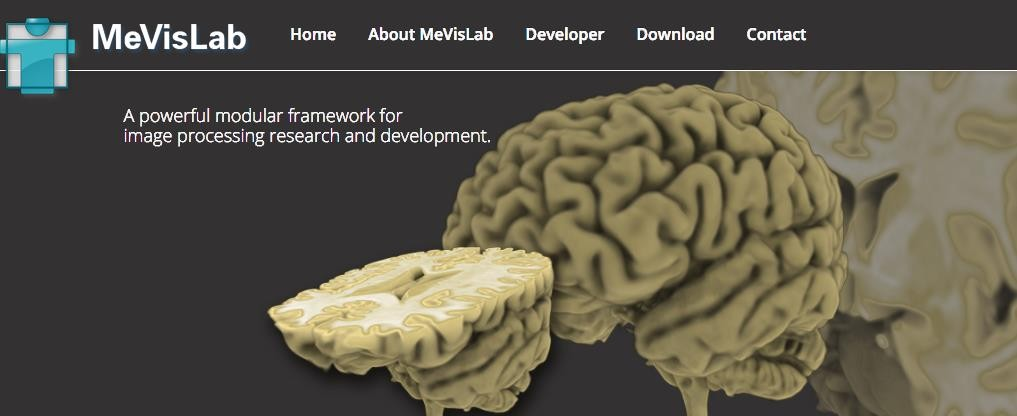 MeVisLab
Home About MeVisLab Developer Download Contact
A powerful modular framework for
image processing research and development.